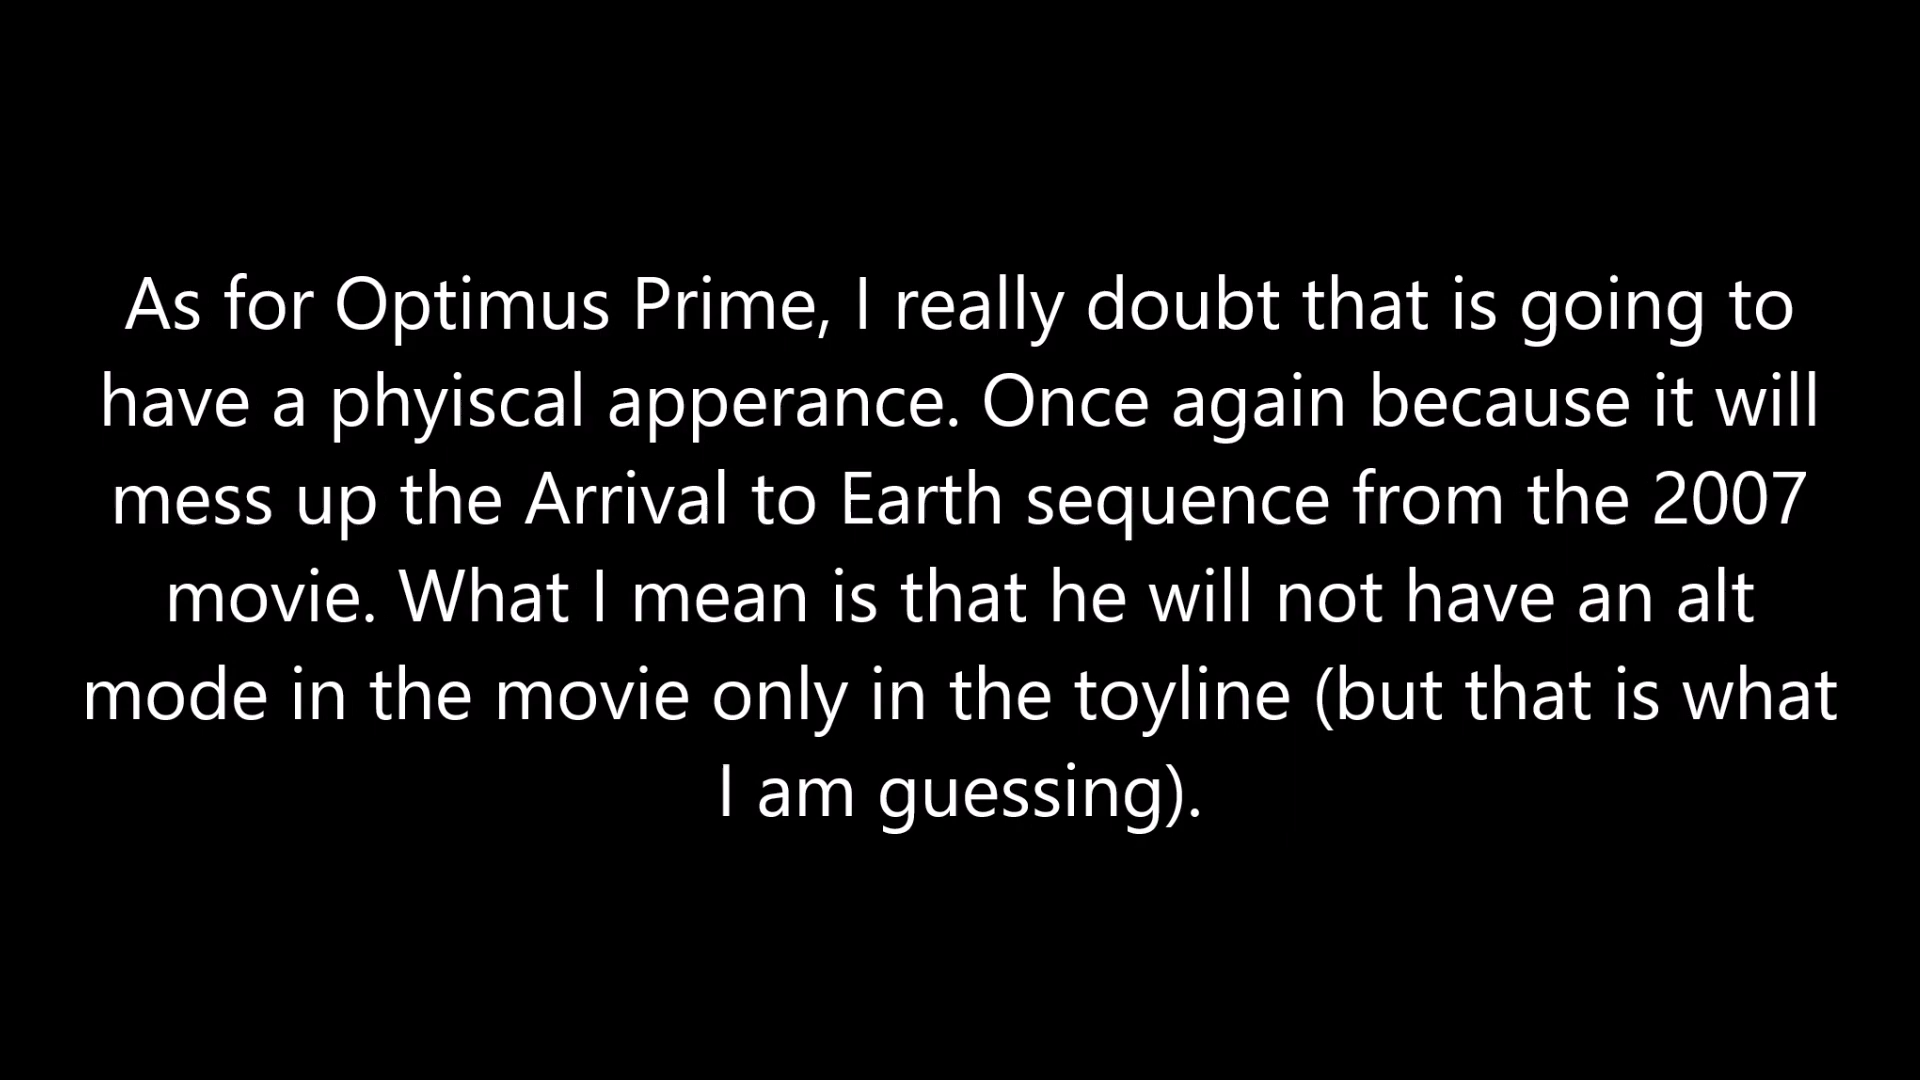 As for Optimus Prime, I really doubt that is going to
have a phyiscal apperance. Once again because it will
mess up the Arrival to Earth sequence from the 2007
movie. What I mean is that he will not have an alt
mode in the movie only in the toyline (but that is what
I am guessing).